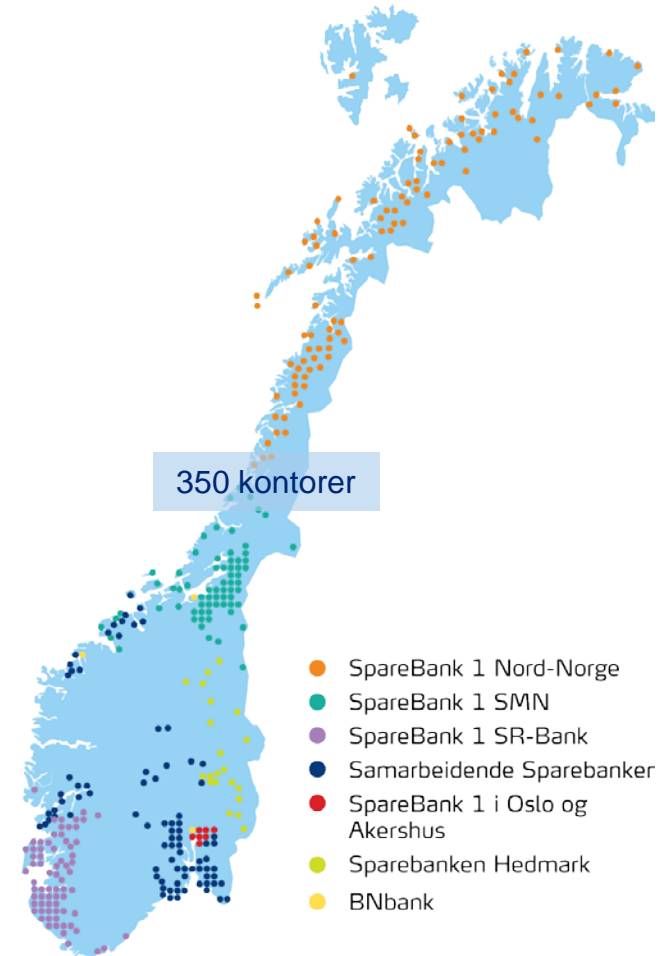 350 kontorer
SpareBank 1 Nord-Norge
SpareBank 1 SMN
SpareBank 1 SR-Bank
Samarbeidende Sparebanker
SpareBank 1 i Oslo og
Akershus
Sparebanken Hedmark
BNbank